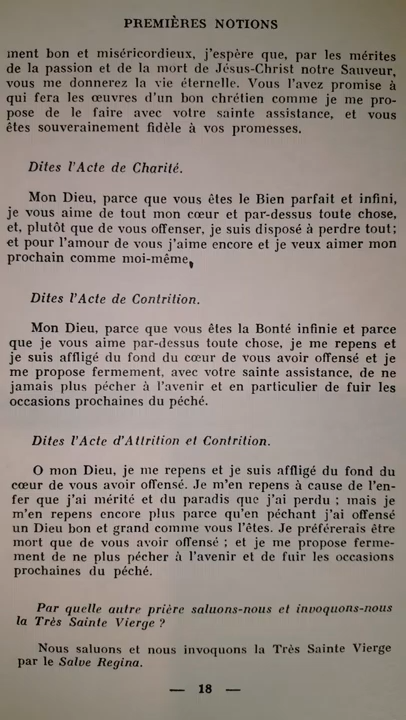 PREMIÈRES NOTIONS
ment bon et miséricordieux, j'espère que, par les mérites
de la passion et de la mort de Jésus-Christ notre Sauveur,
vous me donnerez la vie éternelle. Vous l'avez promise à
qui fera les œuvres d'un bon chrétien comme je me pro-
pose de le faire avec votre sainte assistance, et vous
êtes souverainement fidèle à vos promesses.
Dites l'Acte de Charité.
Mon Dieu, parce que vous êtes le Bien parfait et infini,
je vous aime de tout mon cœur et par-dessus toute chose,
et, plutôt que de vous offenser, je suis disposé à perdre tout;
et pour l'amour de vous j'aime encore et je veux aimer mon
prochain comme moi-même,
Dites l'Acte de Contrition.
Mon Dieu, parce que vous êtes la Bonté infinie et parce
que je vous aime par-dessus toute chose, je me repens et
je suis affligé du fond du cœur de vous avoir offensé et je
me propose fermement, avec votre sainte assistance, de ne
jamais plus pécher à l'avenir et en particulier de fuir les
occasions prochaines du péché.
Dites l'Acte d'Attrition et Contrition.
O mon Dieu, je me repens et je suis affligé du fond du
cœur de vous avoir offensé. Je m'en repens à cause de l'en-
fer que j'ai mérité et du paradis que j'ai perdu ; mais je
m'en repens encore plus parce qu'en péchant j'ai offensé
un Dieu bon et grand comme vous l'êtes. Je préférerais être
mort que de vous avoir offensé ; et je me propose ferme-
ment de ne plus pécher à l'avenir et de fuir les occasions
prochaines du péché.
Par quelle autre prière saluons-nous et invoquons-nous
la Très Sainte Vierge ?
Nous saluons et nous invoquons la Très Sainte Vierge
par le Salve Regina.
— 18 —